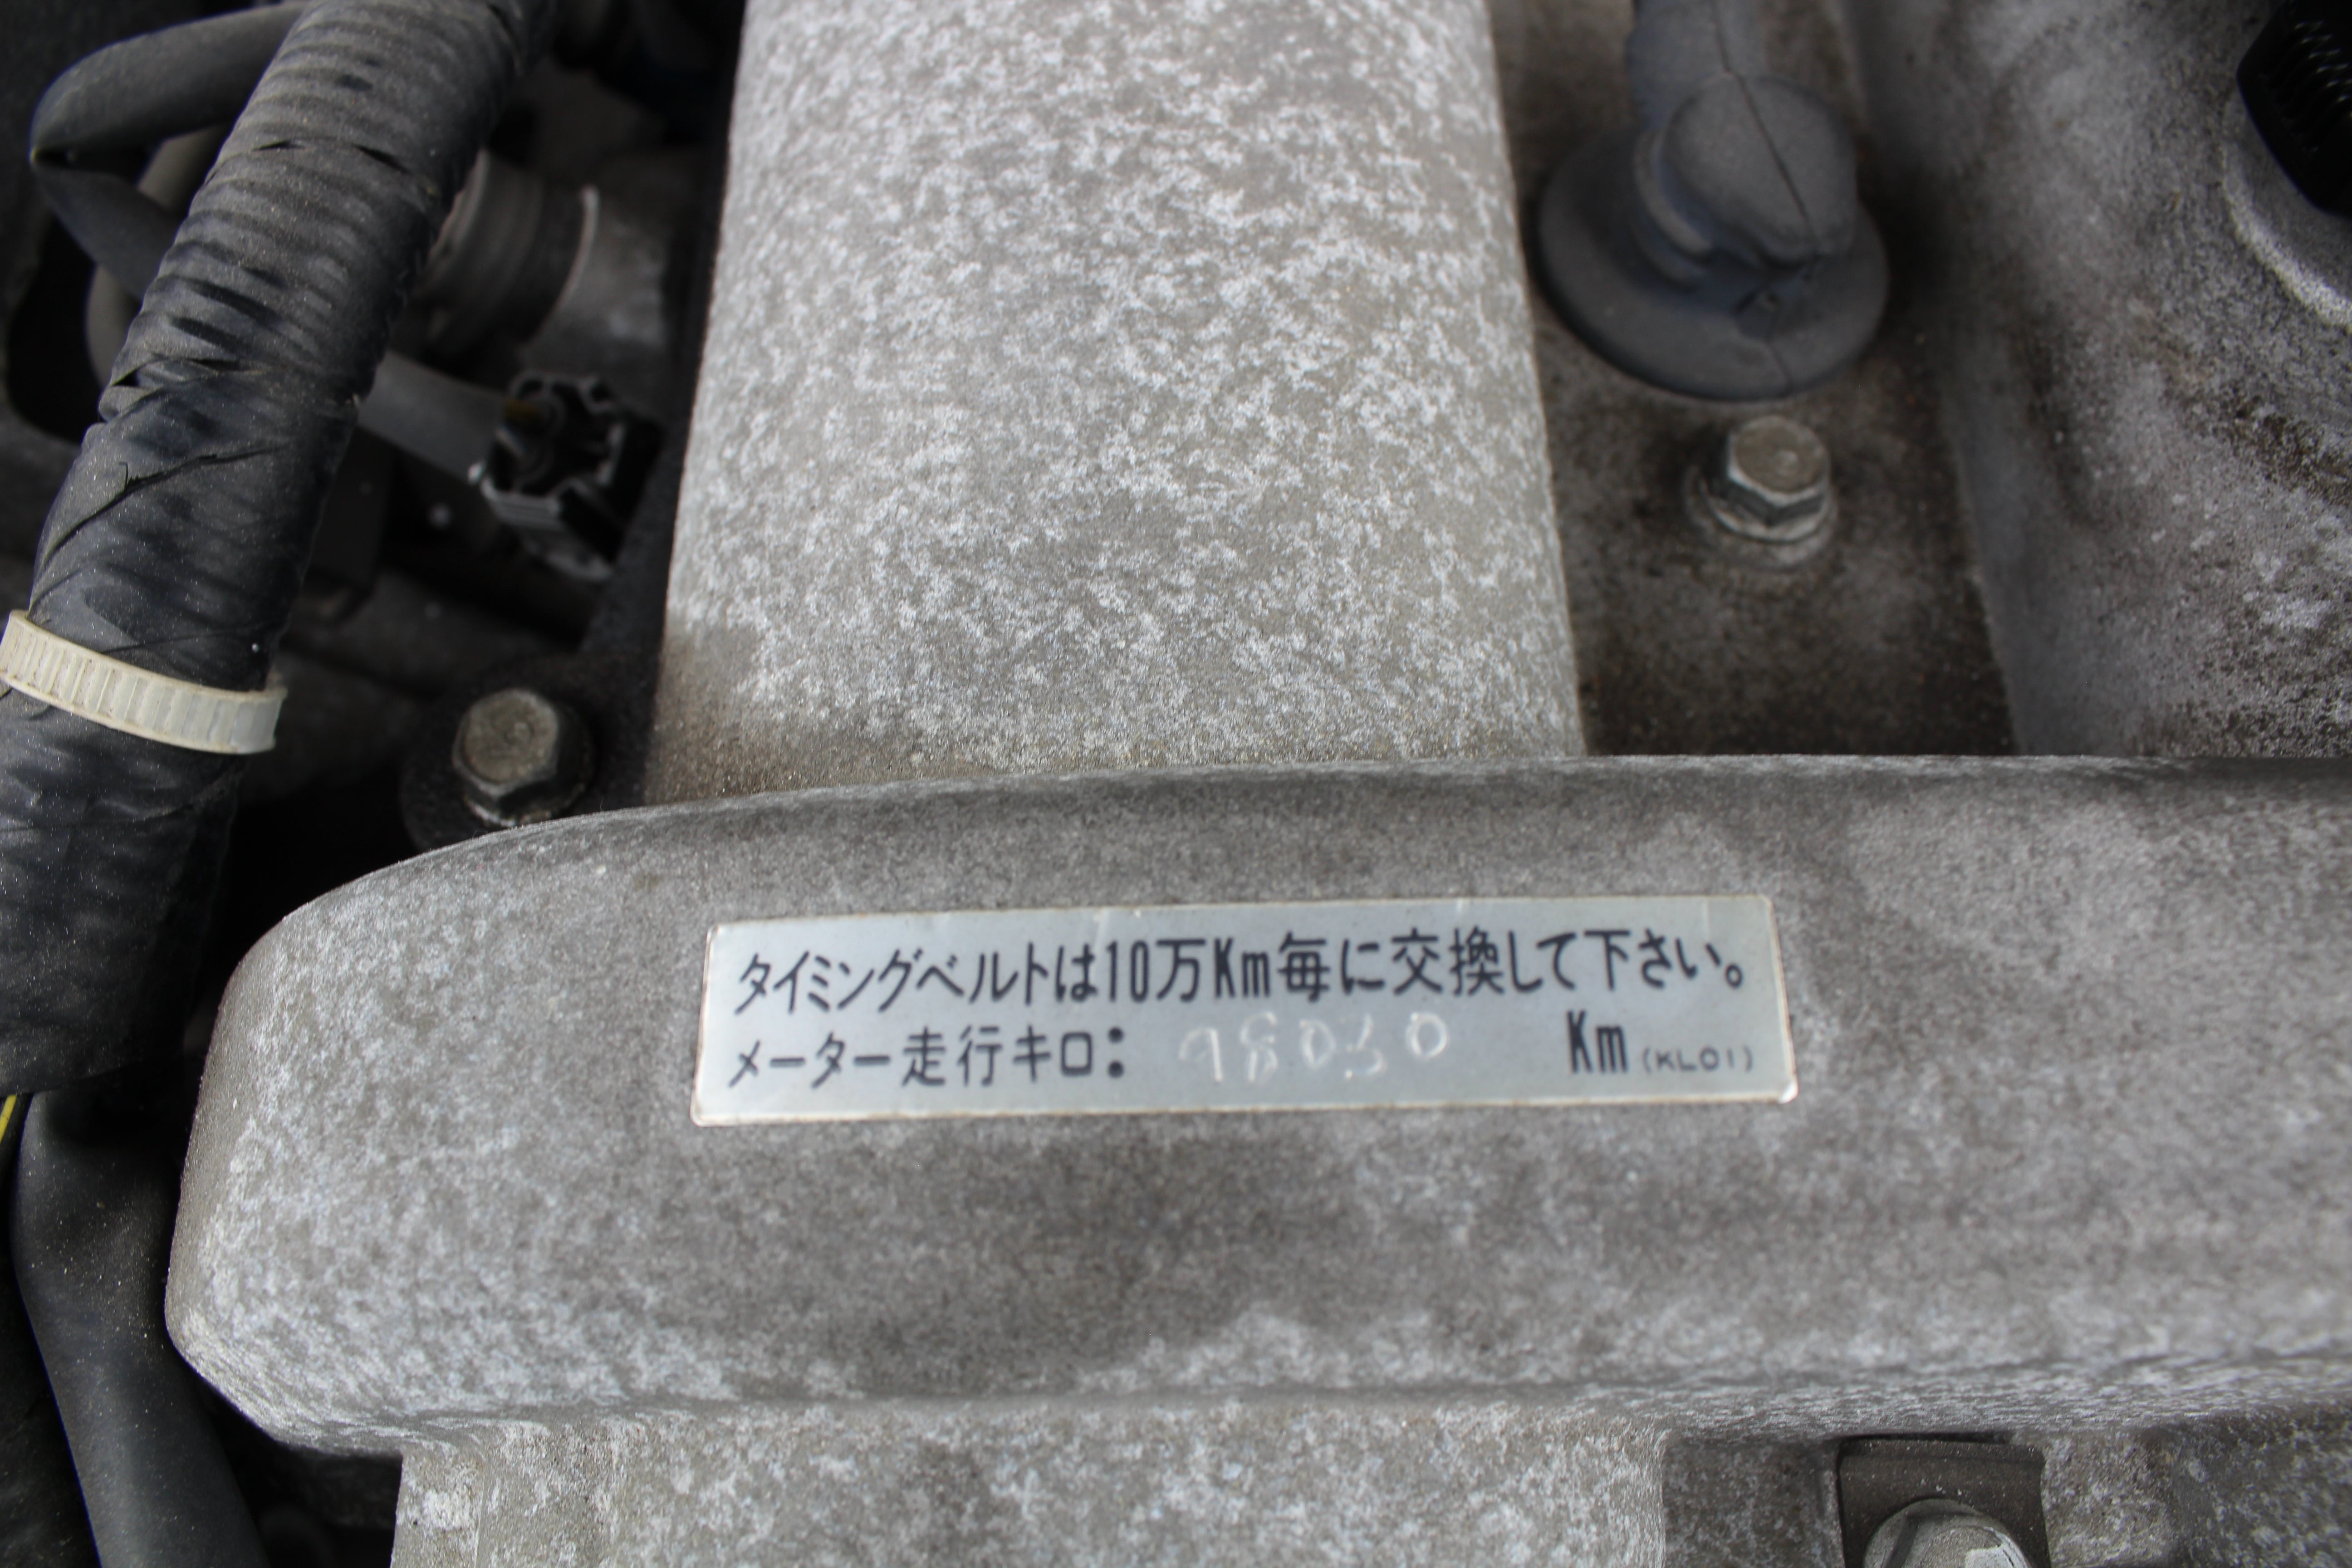 タイミングベルトは10万Km毎に交換して下さい。
メーター走行キロ: 98030 Km (KL01)